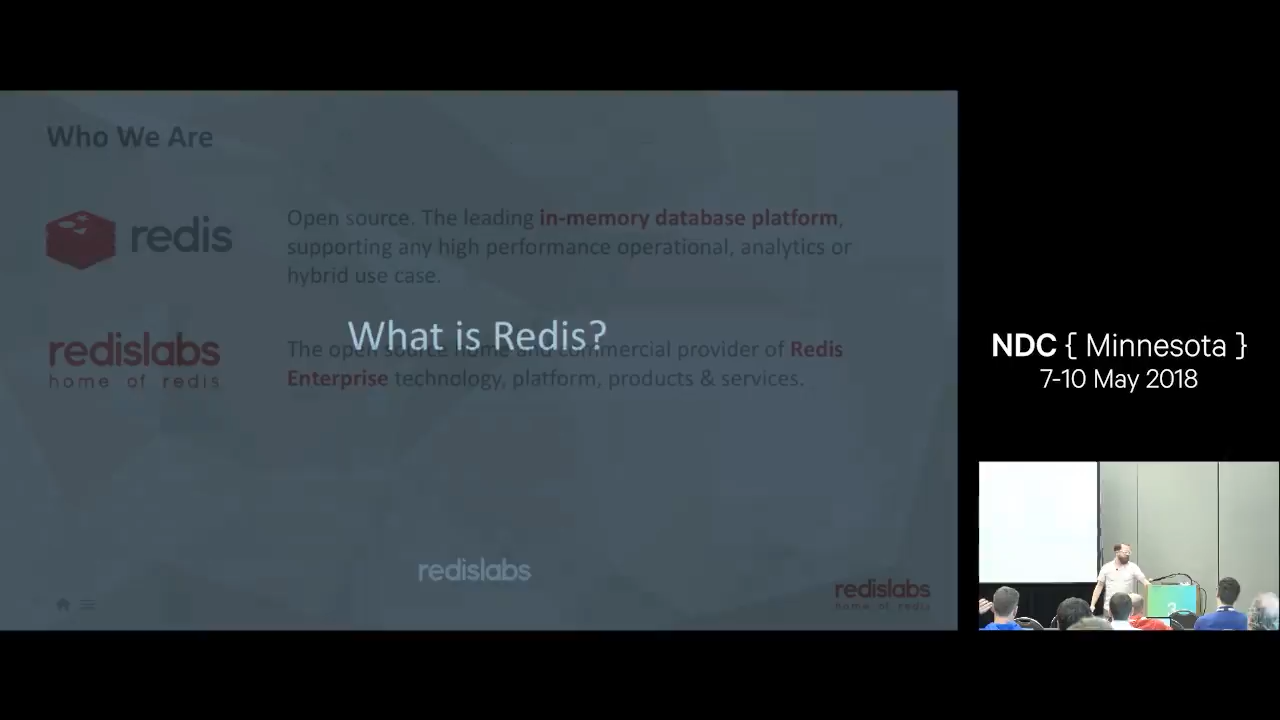 Who We Are
redis
Open source. The leading in-memory database platform,
supporting any high performance operational, analytics or
hybrid use case.
What is Redis?
redislabs
home of redis
The open source home and commercial provider of Redis
Enterprise technology, platform, products & services.
redislabs
redislabs
home of redis
NDC { Minnesota }
7-10 May 2018